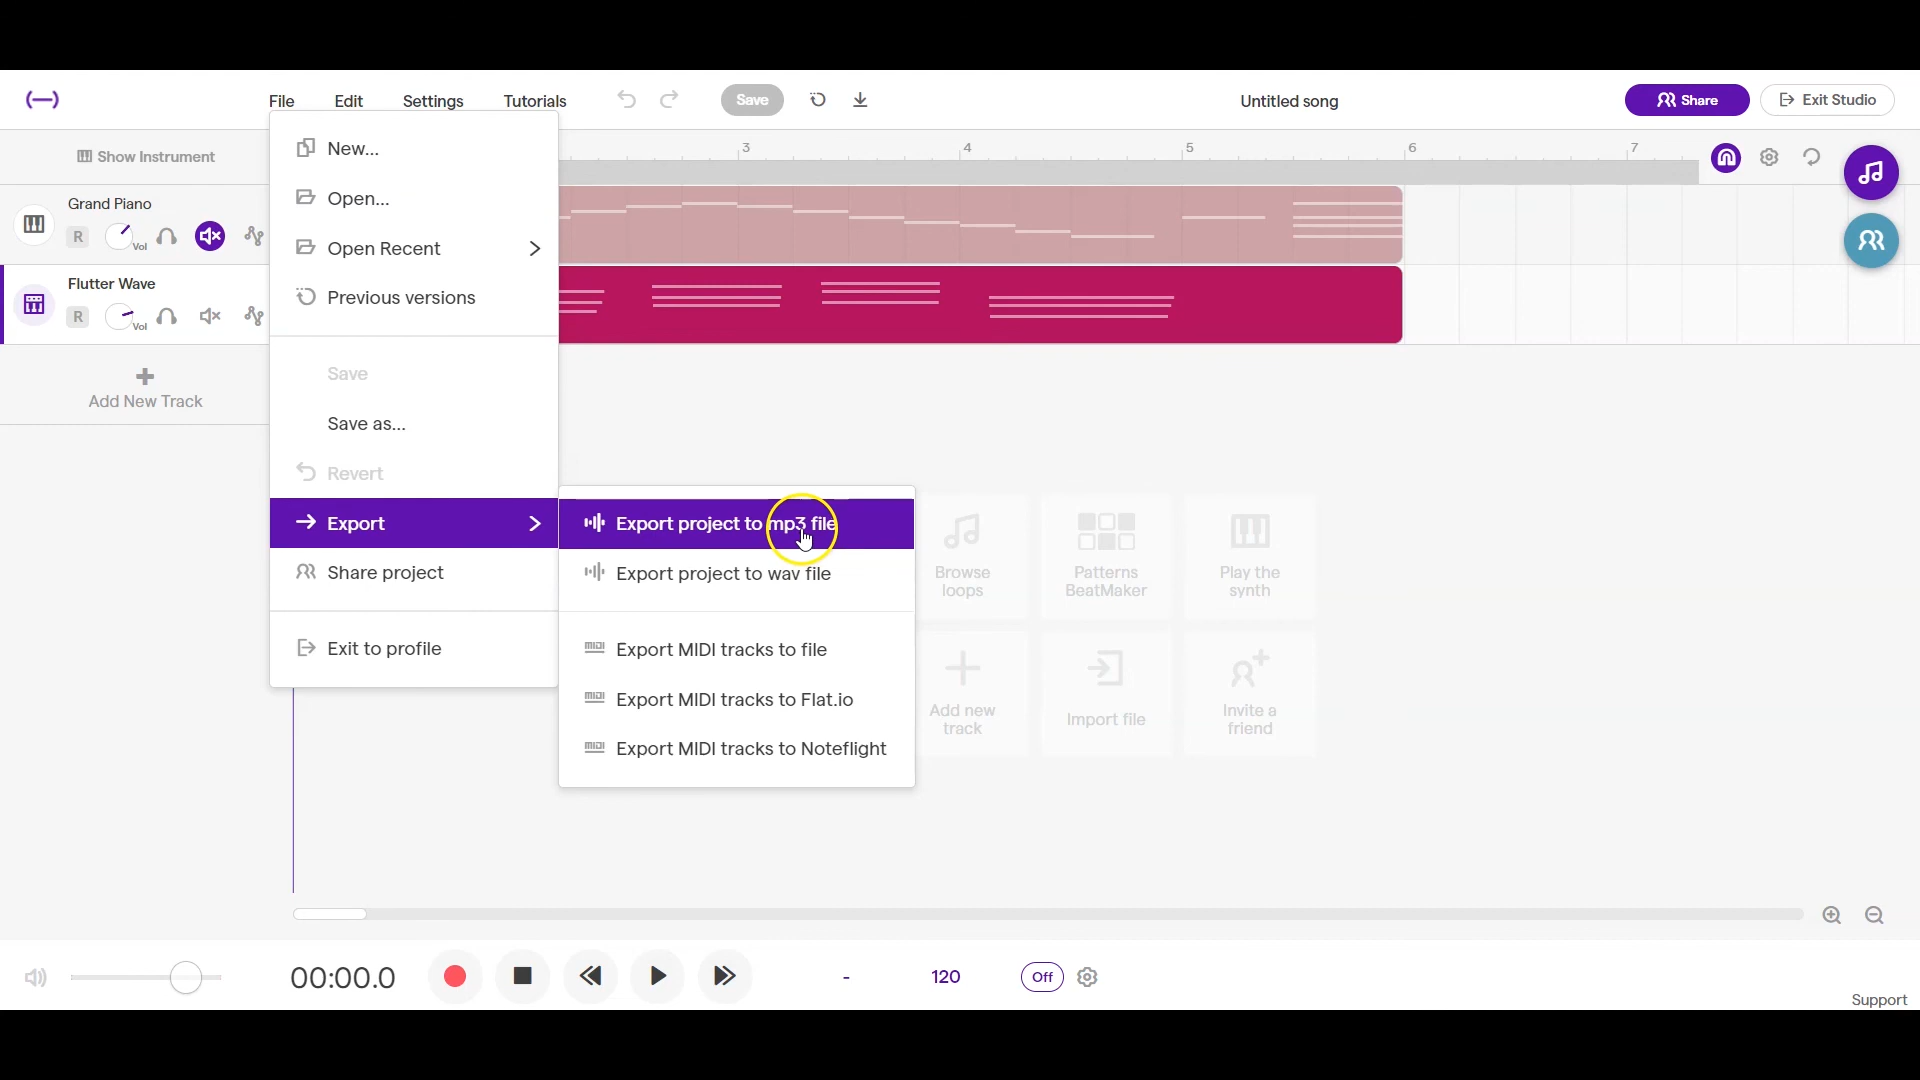 File Edit Settings Tutorials Save Untitled song Share Exit Studio
Show Instrument
3 4 5 6 7
Grand Piano
R Vol
Flutter Wave
R Vol
Add New Track
New...
Open...
Open Recent
Previous versions
Save
Save as...
Revert
Export
Share project
Exit to profile
Export project to mp3 file
Export project to wav file
MIDI Export MIDI tracks to file
MIDI Export MIDI tracks to Flat.io
MIDI Export MIDI tracks to Noteflight
Browse
loops
Patterns
BeatMaker
Play the
synth
Add new
track
Import file
Invite a
friend
00:00.0 - 120 Off
Support